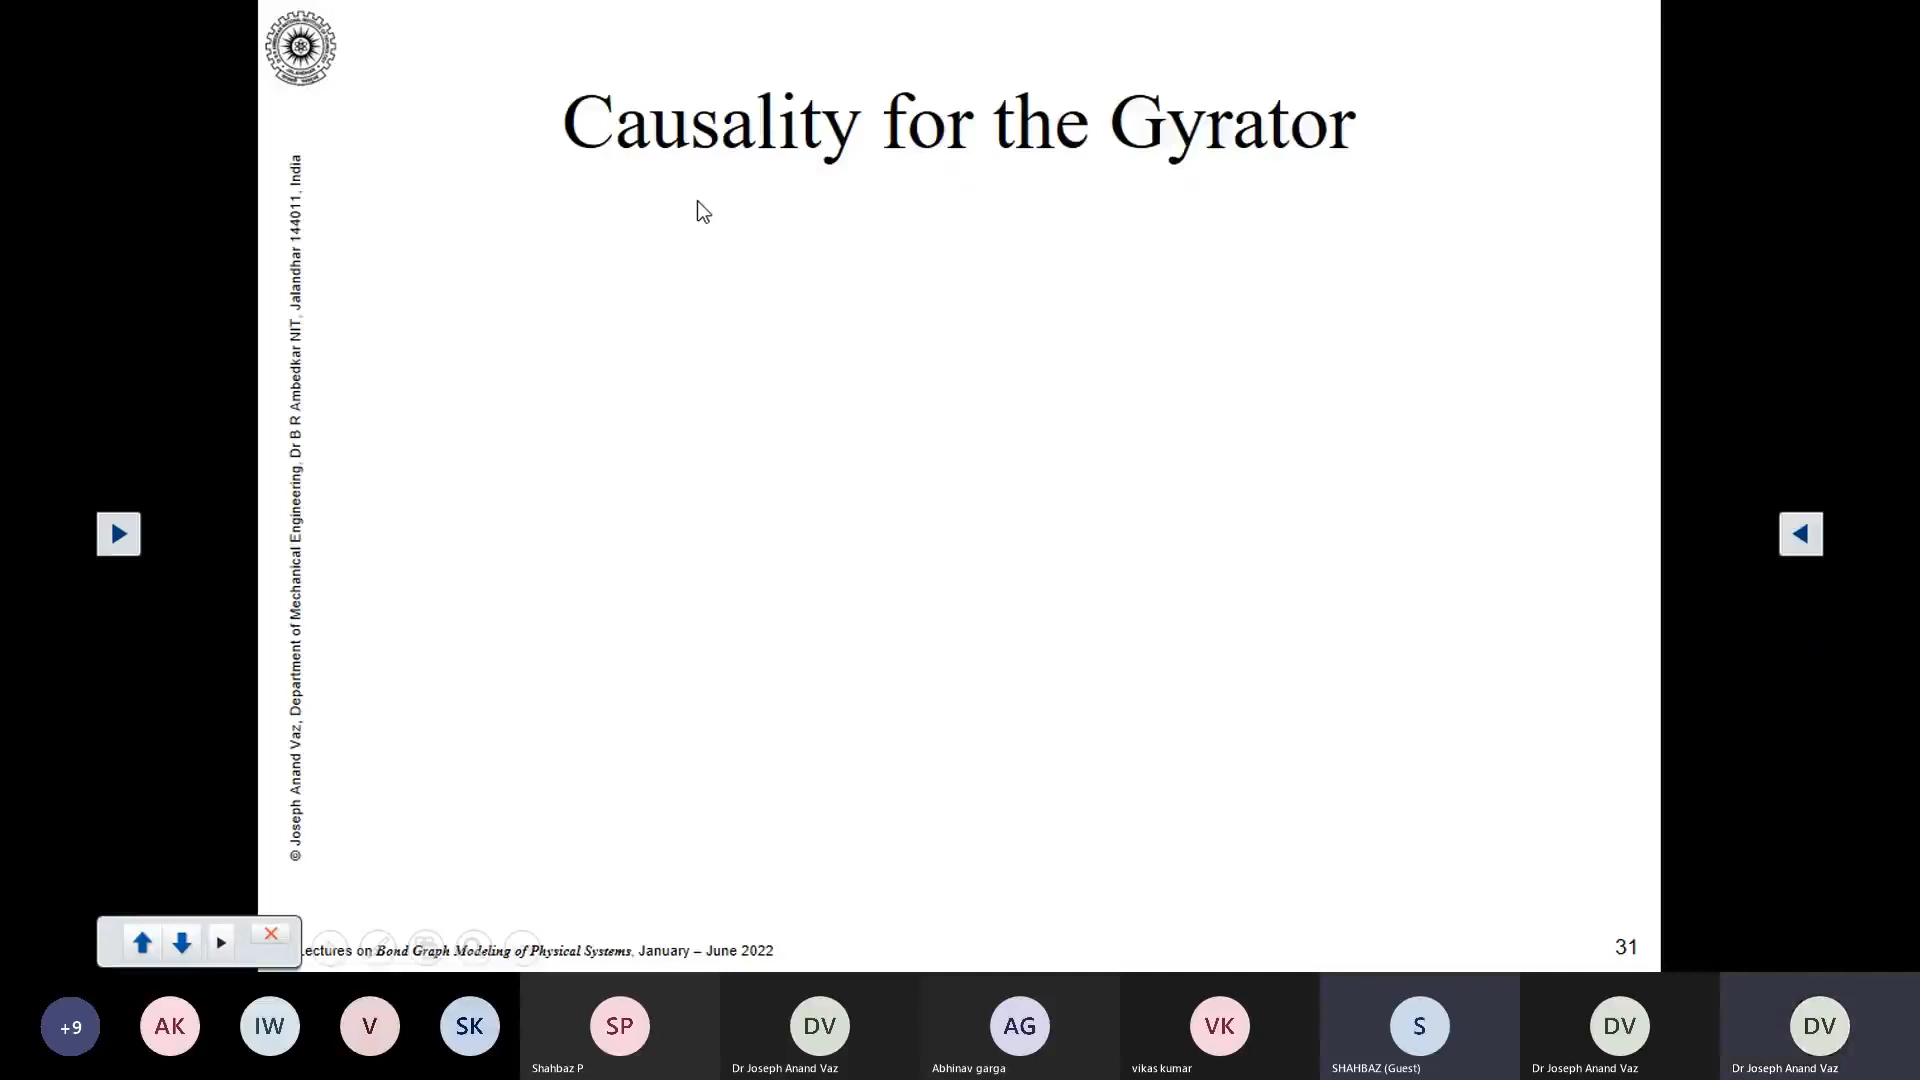 Causality for the Gyrator
© Joseph Anand Vaz, Department of Mechanical Engineering, Dr B R Ambedkar NIT, Jalandhar 144011, India
ectures on Bond Graph Modeling of Physical Systems, January – June 2022
31
+9
AK
IW
V
SK
SP
DV
AG
VK
S
DV
DV
Shahbaz P
Dr Joseph Anand Vaz
Abhinav garga
vikas kumar
SHAHBAZ (Guest)
Dr Joseph Anand Vaz
Dr Joseph Anand Vaz